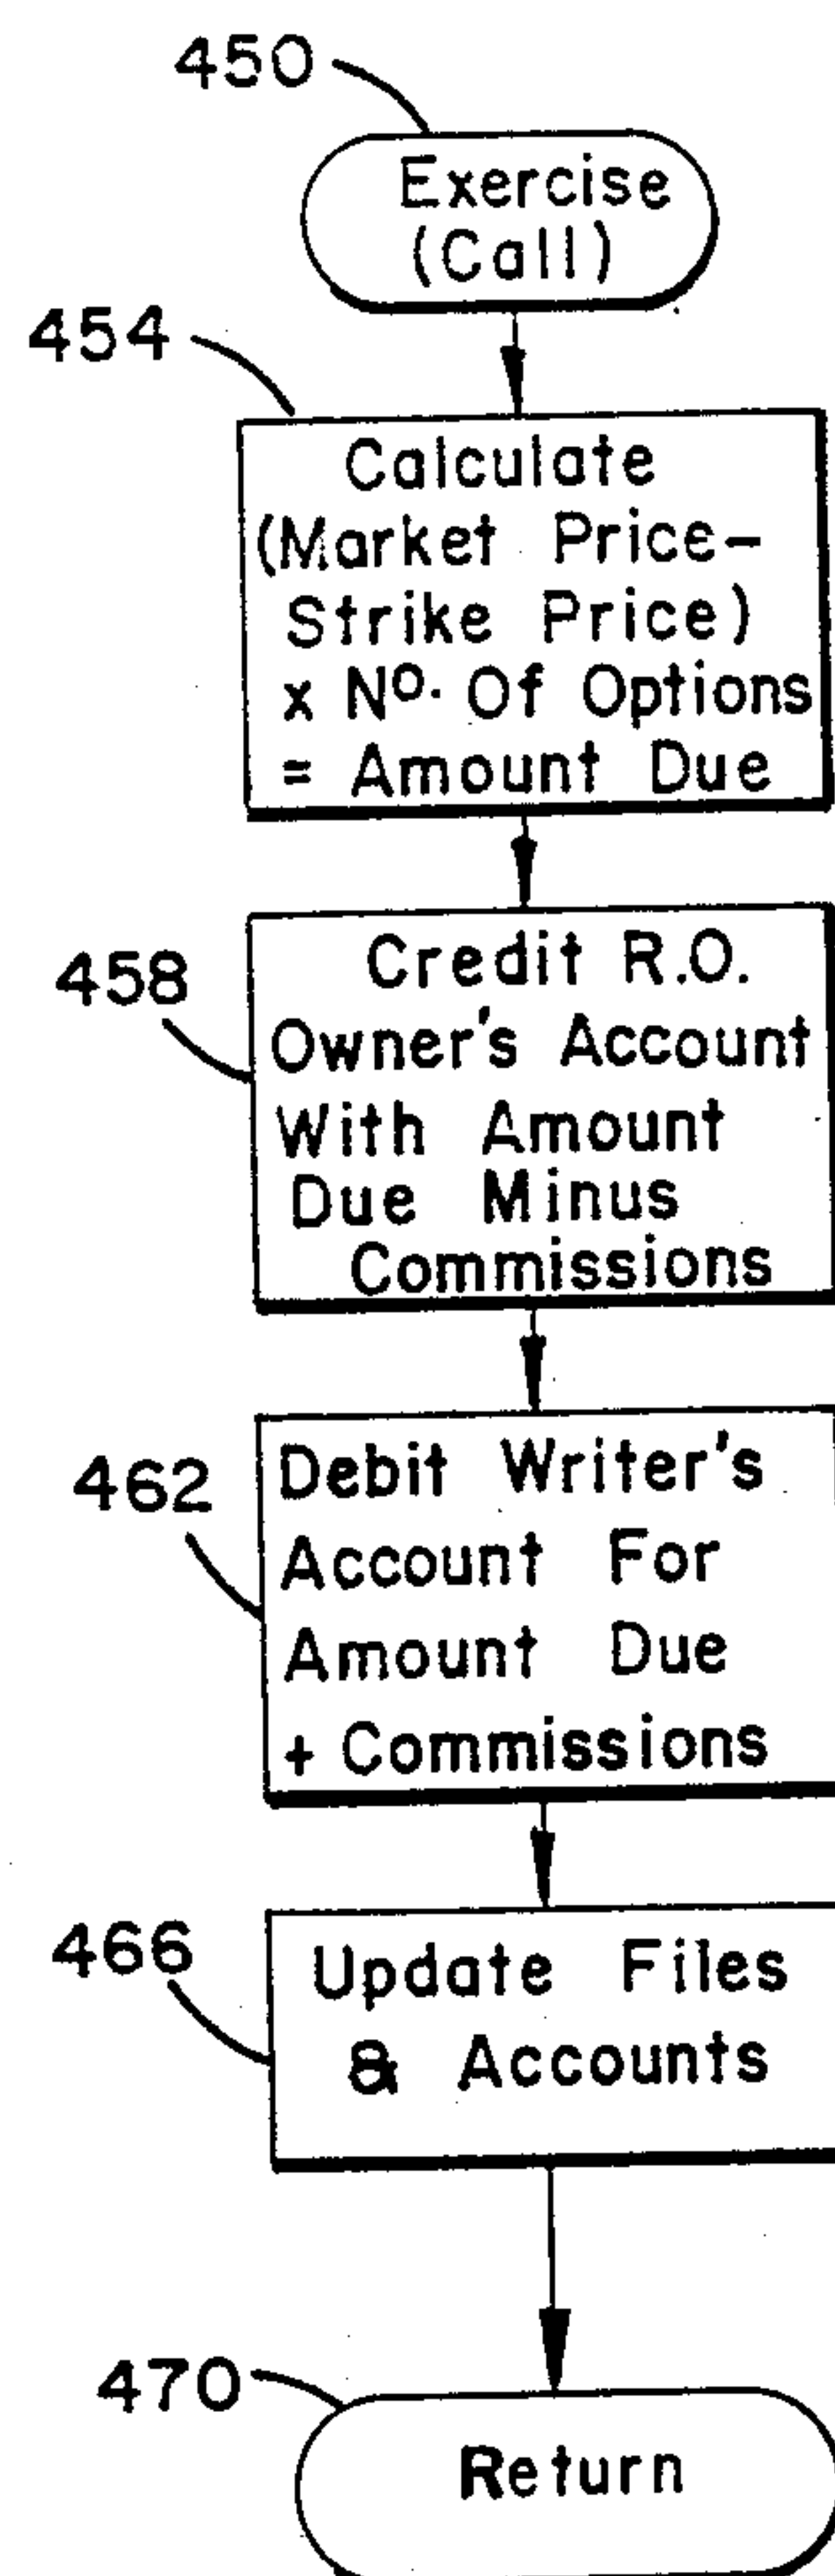 450
Exercise
(Call)
454
Calculate
(Market Price-
Strike Price)
x Nº. Of Options
= Amount Due
458
Credit R.O.
Owner's Account
With Amount
Due Minus
Commissions
462
Debit Writer's
Account For
Amount Due
+ Commissions
466
Update Files
& Accounts
470
Return